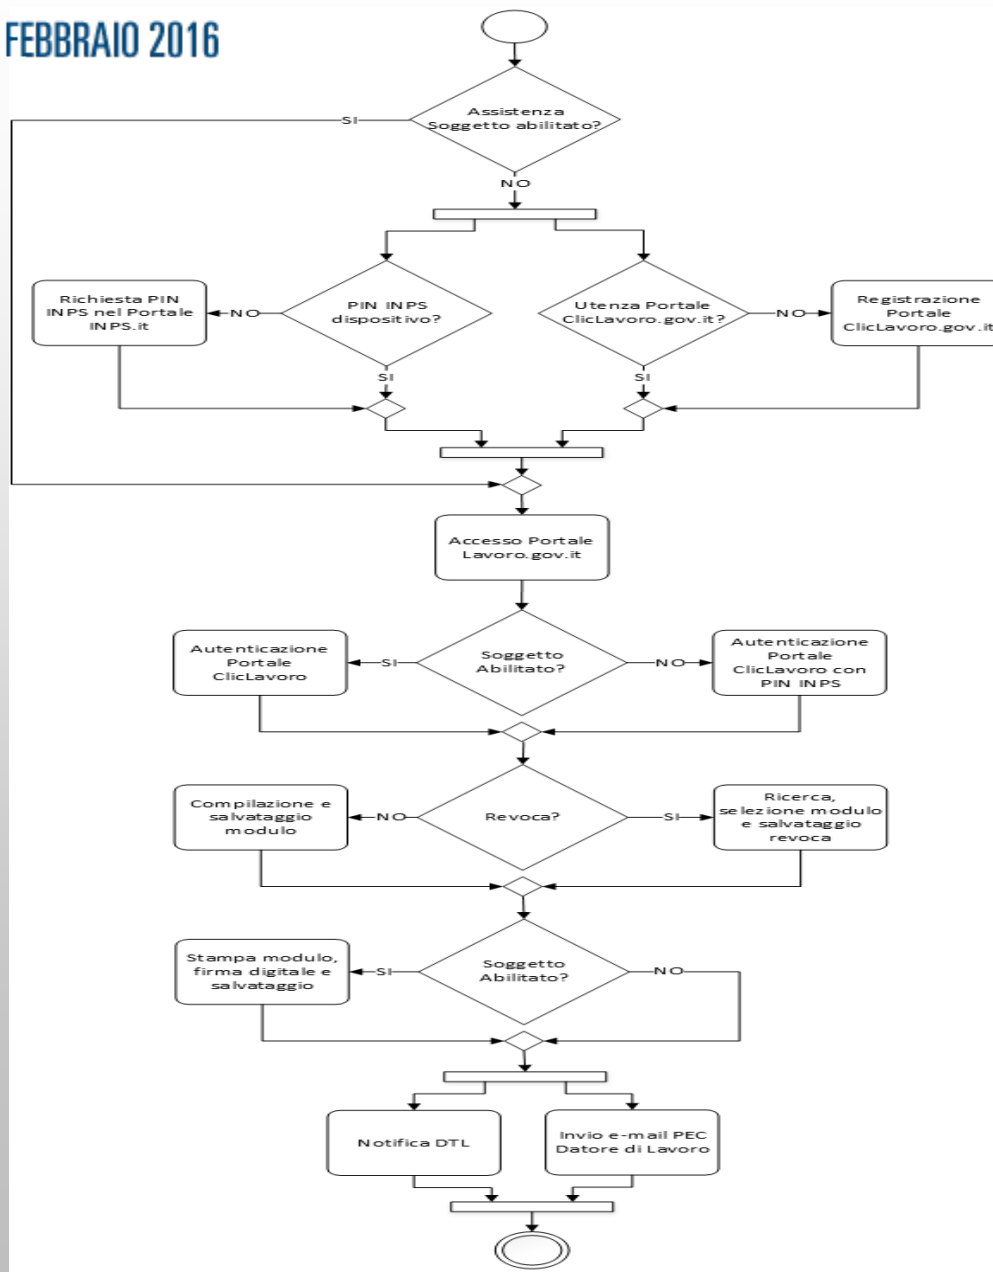 FEBBRAIO 2016
Assistenza
Soggetto abilitato?
SI
NO
Richiesta PIN
INPS nel Portale
INPS.it
NO
PIN INPS
dispositivo?
Utenza Portale
ClicLavoro.gov.it?
NO
Registrazione
Portale
ClicLavoro.gov.it
SI
SI
Accesso Portale
Lavoro.gov.it
Autenticazione
Portale
ClicLavoro
SI
Soggetto
Abilitato?
NO
Autenticazione
Portale
ClicLavoro con
PIN INPS
Compilazione e
salvataggio
modulo
NO
Revoca?
SI
Ricerca,
selezione modulo
e salvataggio
revoca
Stampa modulo,
firma digitale e
salvataggio
SI
Soggetto
Abilitato?
NO
Notifica DTL
Invio e-mail PEC
Datore di Lavoro